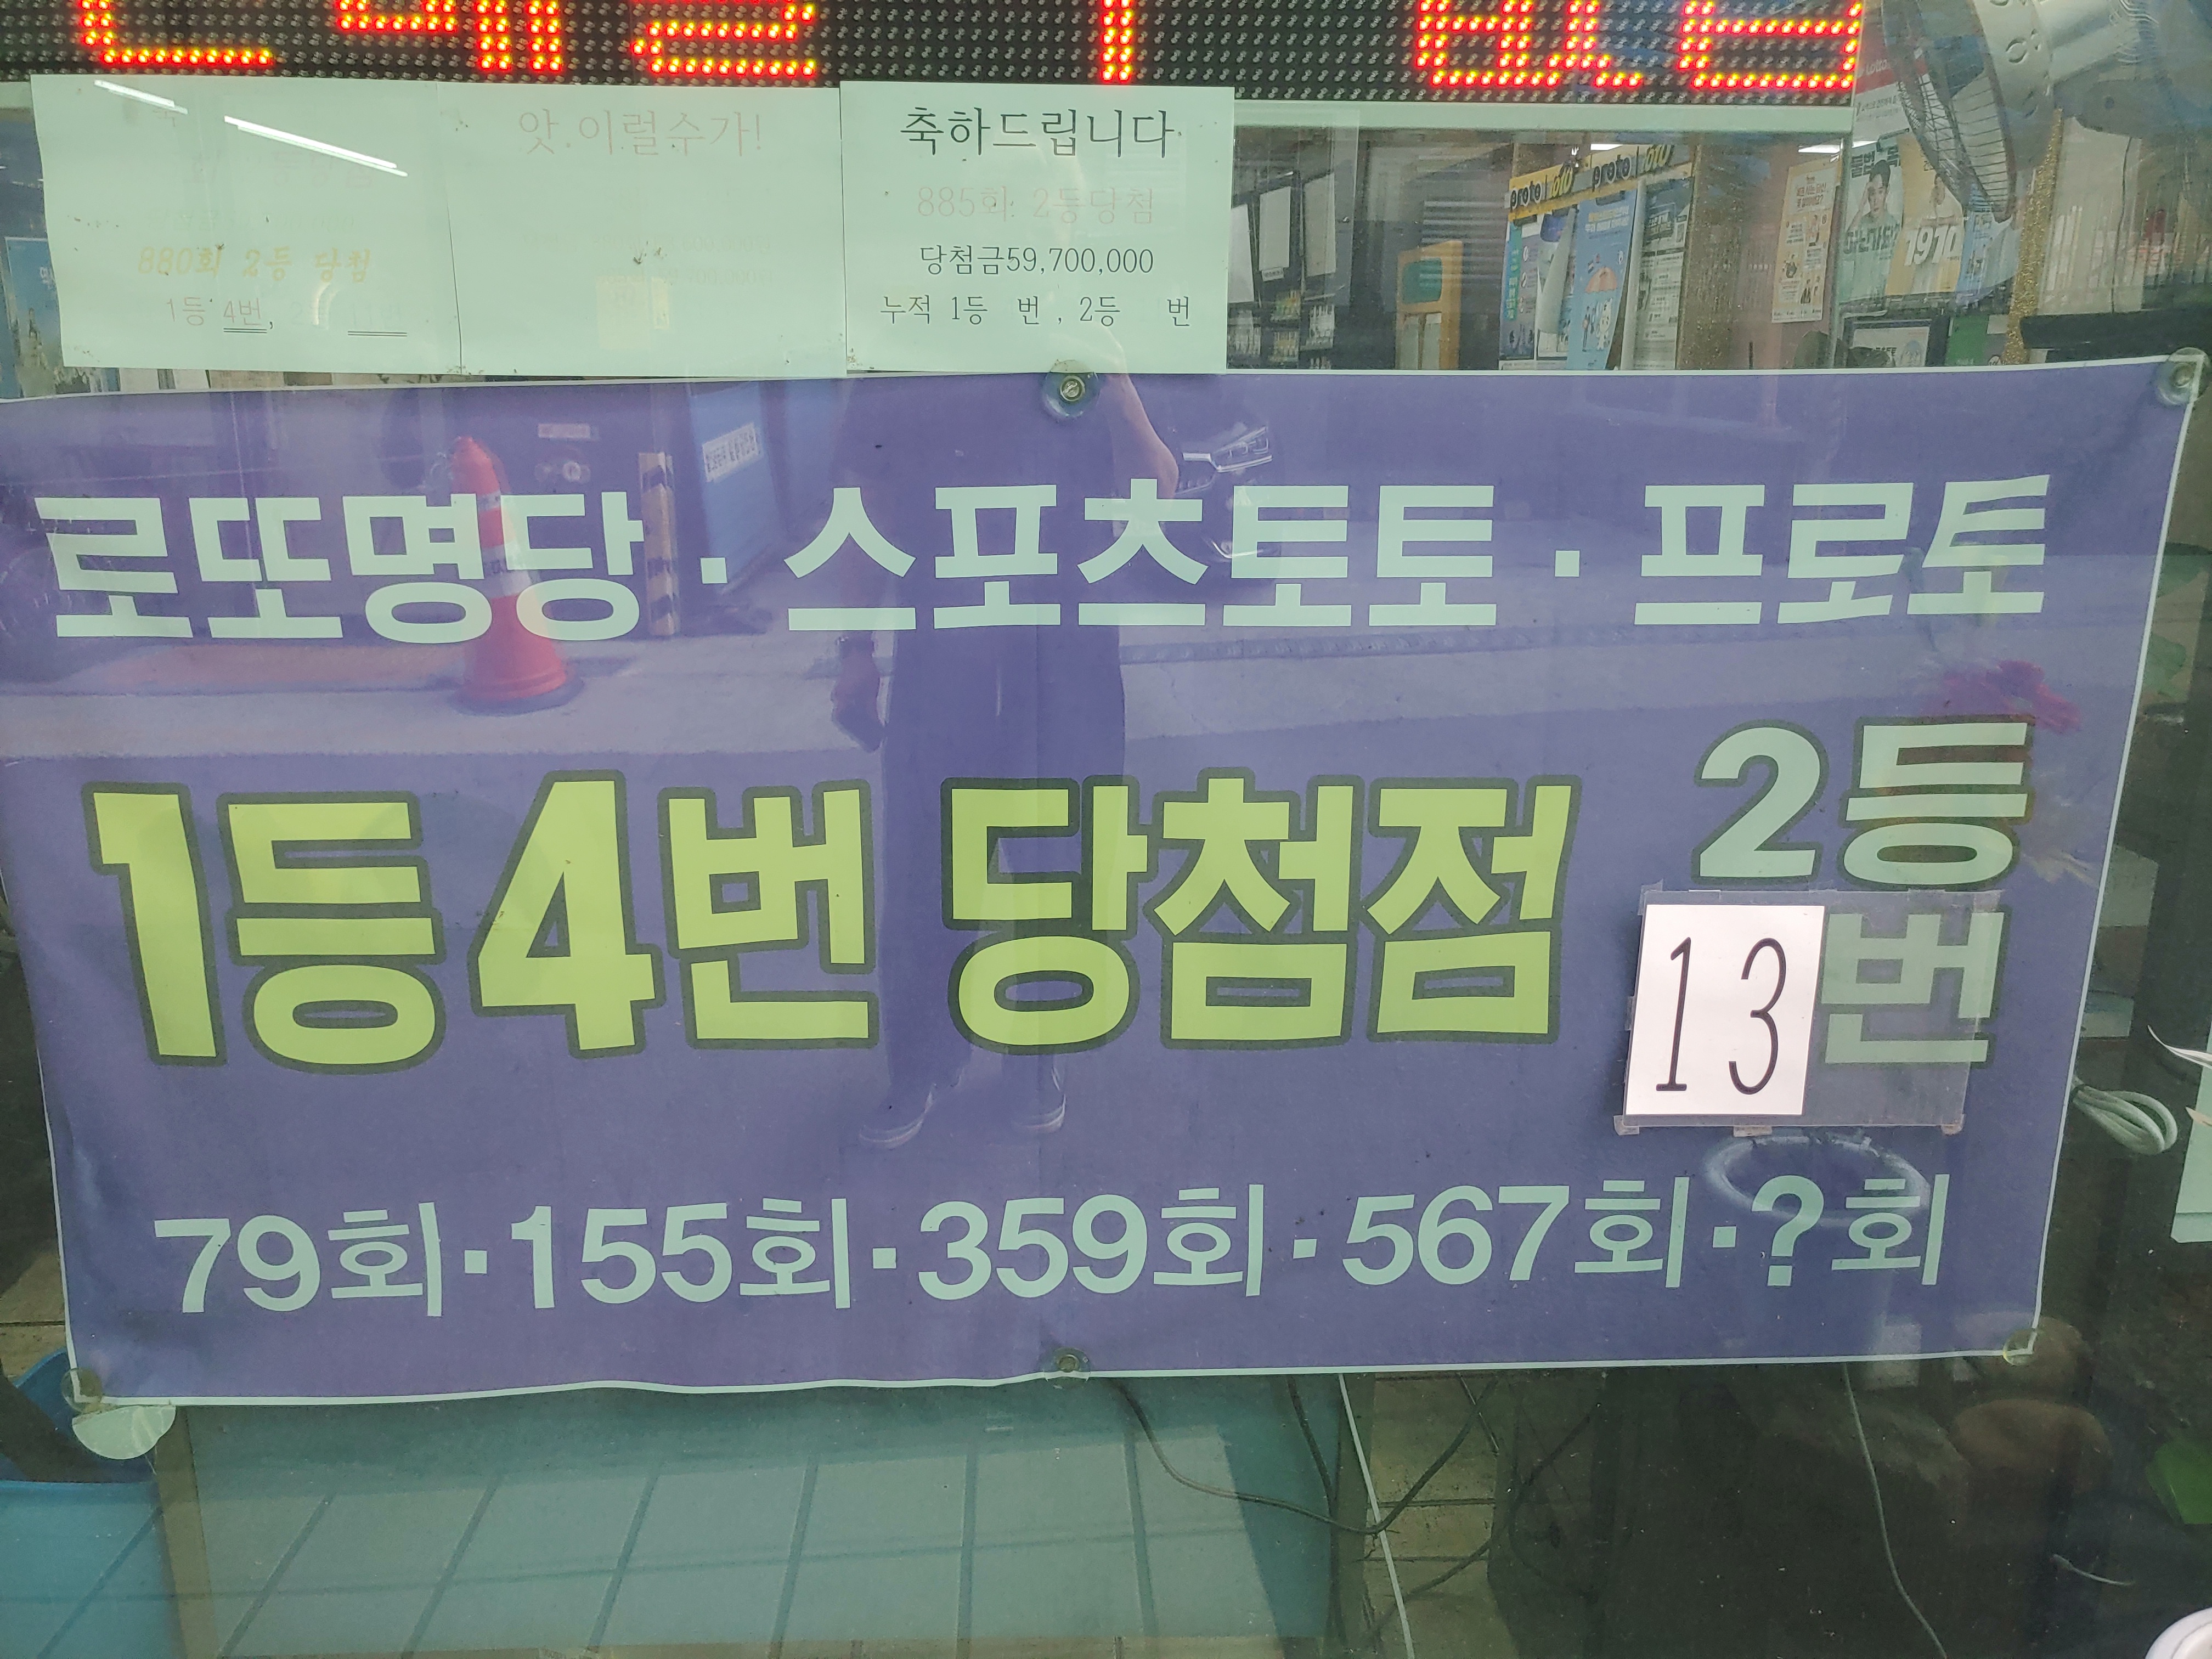 880회 2등 당첨
1등 4번,
앗 이럴수가!
축하드립니다
885회 2등당첨
당첨금59,700,000
누적 1등 번, 2등 번
로또명당·스포츠토토·프로토
1등4번 당첨점
2등
13번
79회·155회·359회·567회·?회